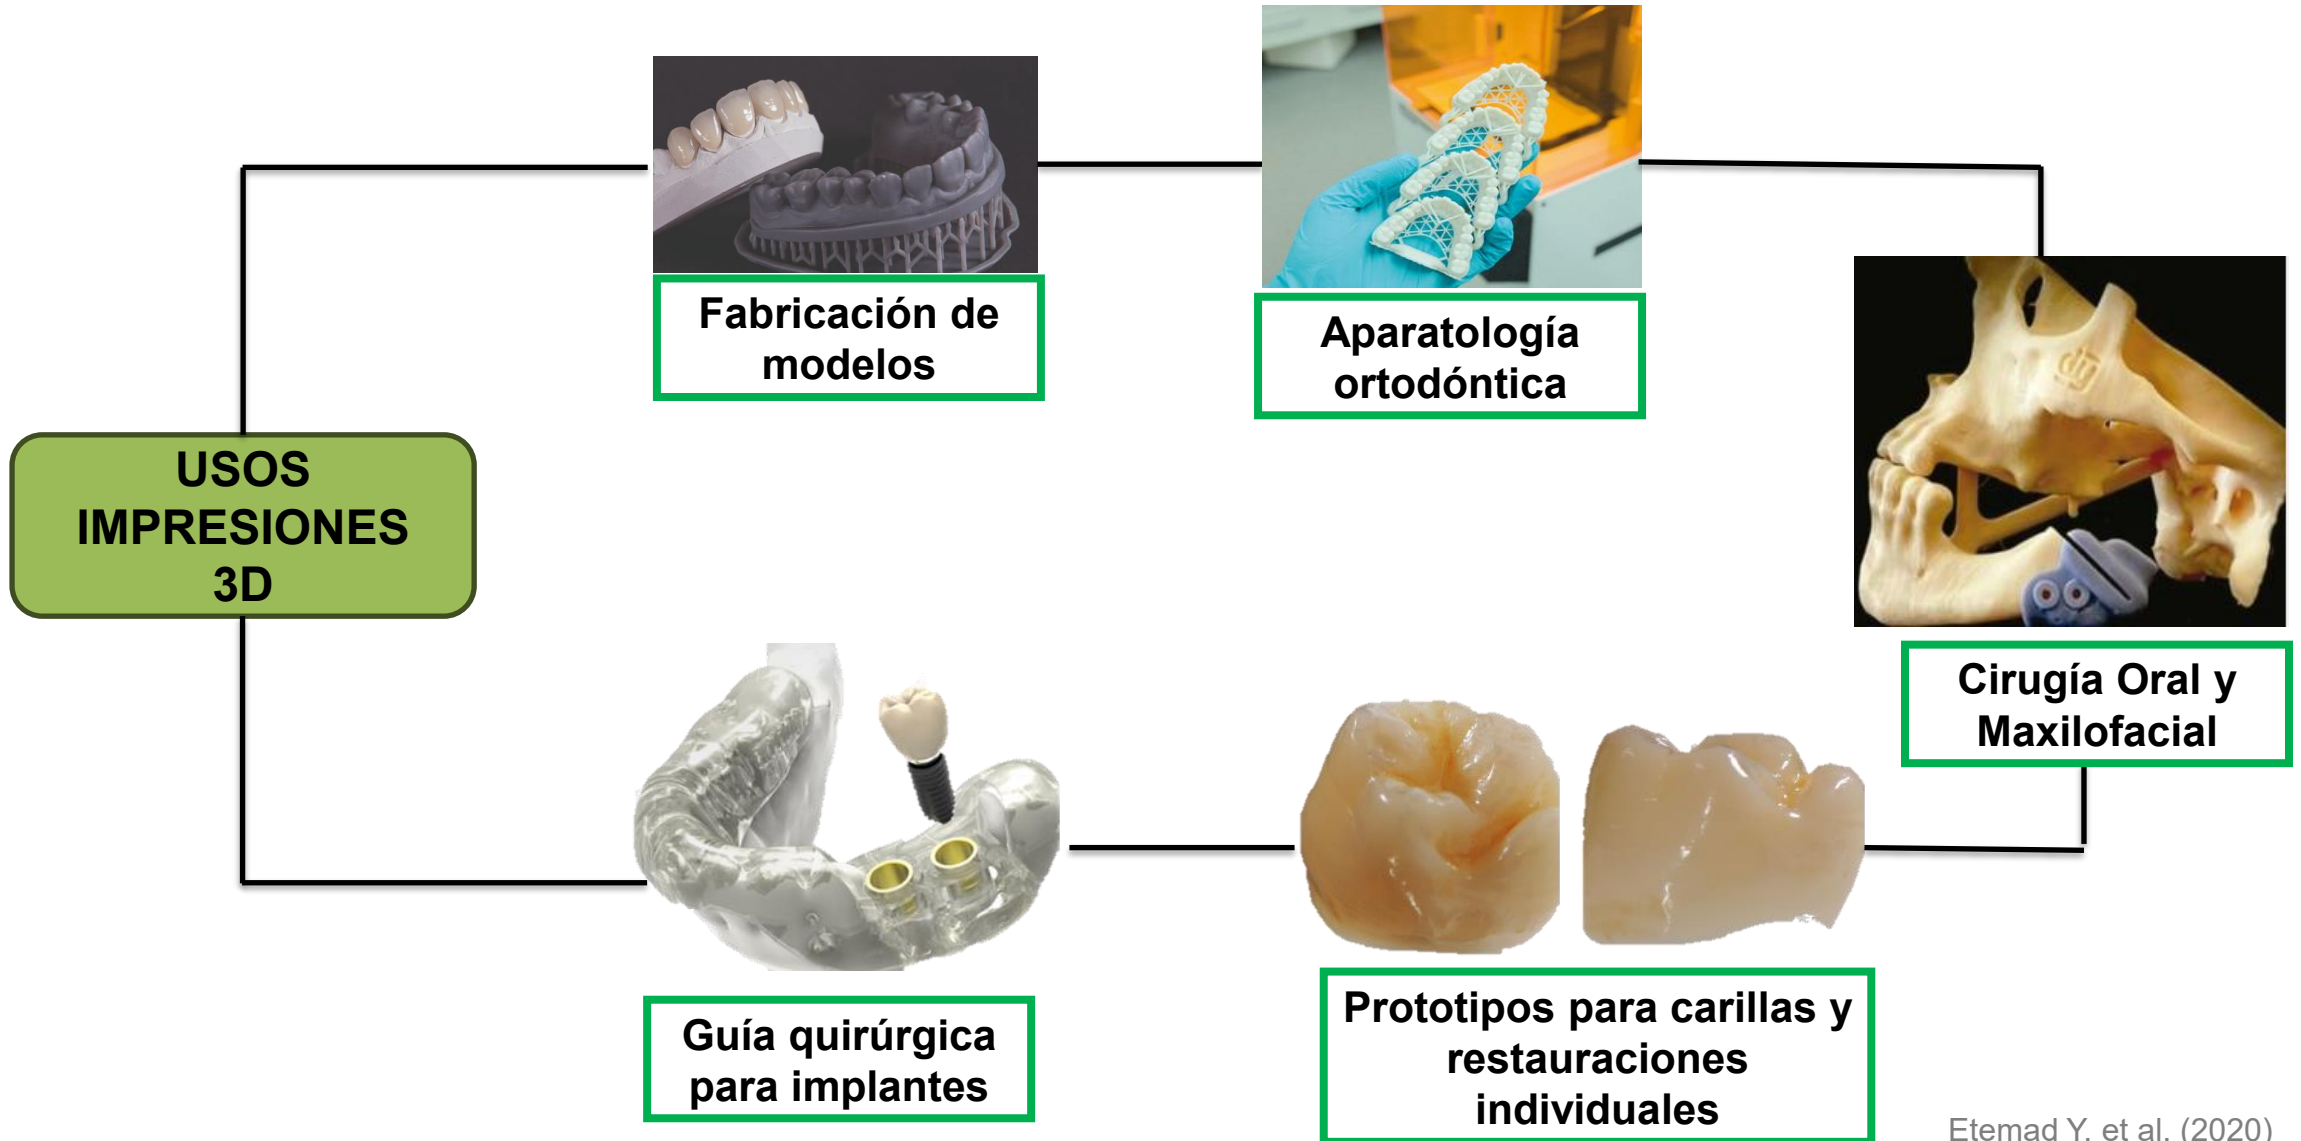 Fabricación de
modelos
Aparatología
ortodóntica
USOS
IMPRESIONES
3D
Cirugía Oral y
Maxilofacial
Guía quirúrgica
para implantes
Prototipos para carillas y
restauraciones
individuales
Etemad Y. et al. (2020)